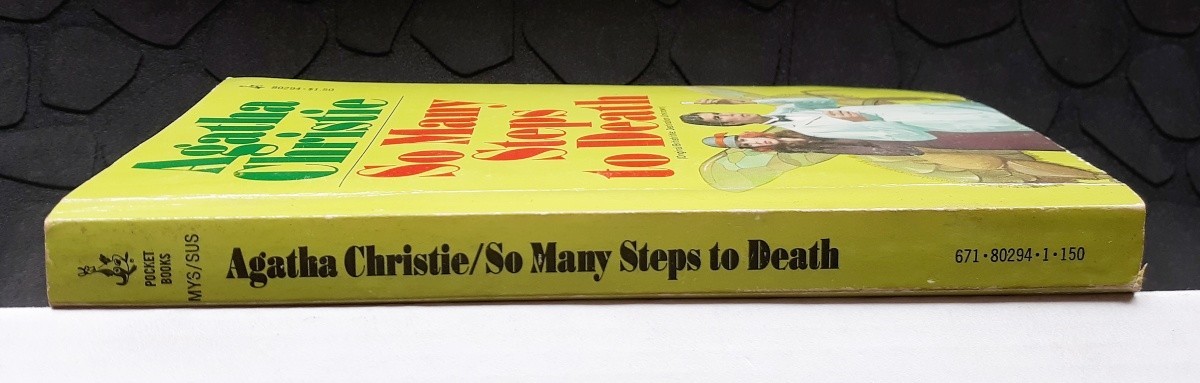 80294·$1.50
Agatha
Christie
So Many
Steps
to Death
POCKET
BOOKS
MYS/SUS
Agatha Christie/So Many Steps to Death
671·80294·1·150